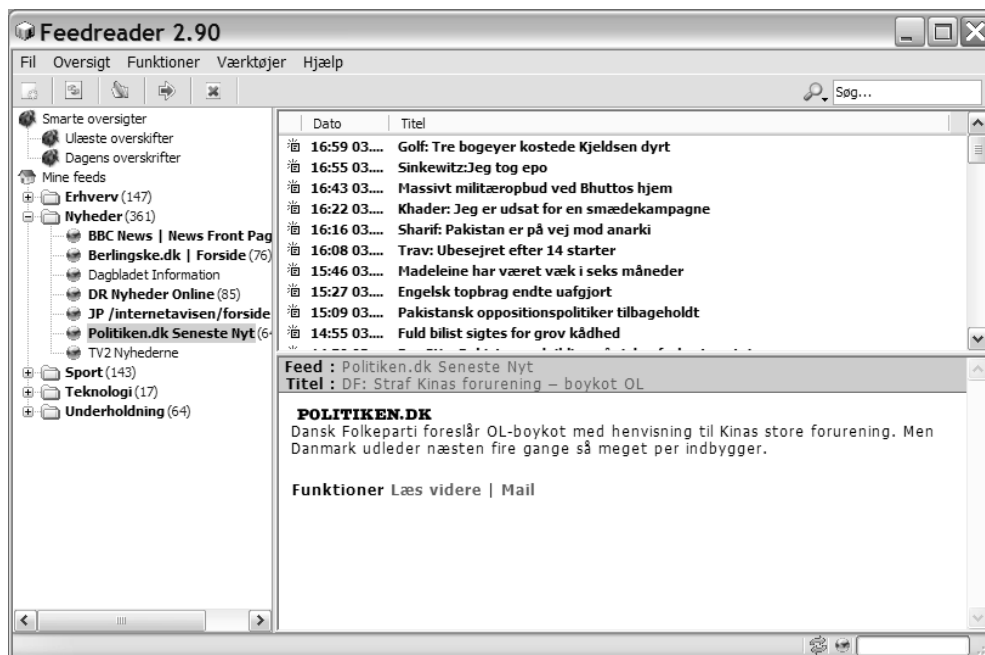 Feedreader 2.90
Fil Oversigt Funktioner Værktøjer Hjælp
Søg...
Smarte oversigter
Ulæste overskifter
Dagens overskrifter
Mine feeds
Erhverv (147)
Nyheder (361)
BBC News | News Front Pag
Berlingske.dk | Forside (76)
Dagbladet Information
DR Nyheder Online (85)
JP /internetavisen/forside
Politiken.dk Seneste Nyt (64
TV2 Nyhederne
Sport (143)
Teknologi (17)
Underholdning (64)
Dato Titel
16:59 03.... Golf: Tre bogeyer kostede Kjeldsen dyrt
16:55 03.... Sinkewitz:Jeg tog epo
16:43 03.... Massivt militæropbud ved Bhuttos hjem
16:22 03.... Khader: Jeg er udsat for en smædekampagne
16:16 03.... Sharif: Pakistan er på vej mod anarki
16:08 03.... Trav: Ubesejret efter 14 starter
15:46 03.... Madeleine har været væk i seks måneder
15:27 03.... Engelsk topbrag endte uafgjort
15:09 03.... Pakistansk oppositionspolitiker tilbageholdt
14:55 03.... Fuld bilist sigtes for grov kådhed
Feed : Politiken.dk Seneste Nyt
Titel : DF: Straf Kinas forurening – boykot OL
POLITIKEN.DK
Dansk Folkeparti foreslår OL-boykot med henvisning til Kinas store forurening. Men
Danmark udleder næsten fire gange så meget per indbygger.
Funktioner Læs videre | Mail